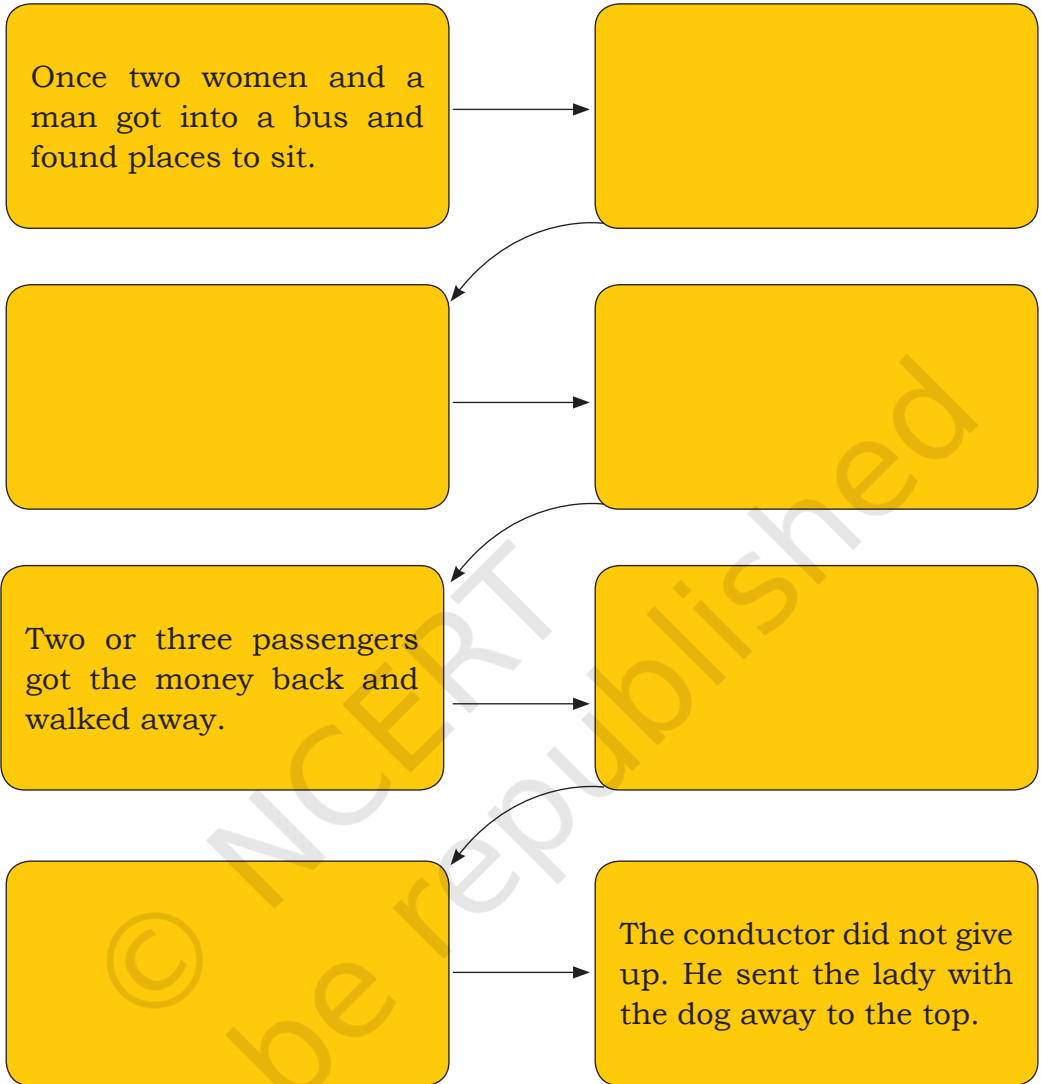 Once two women and a
man got into a bus and
found places to sit.
Two or three passengers
got the money back and
walked away.
The conductor did not give
up. He sent the lady with
the dog away to the top.
© NCERT
be republished